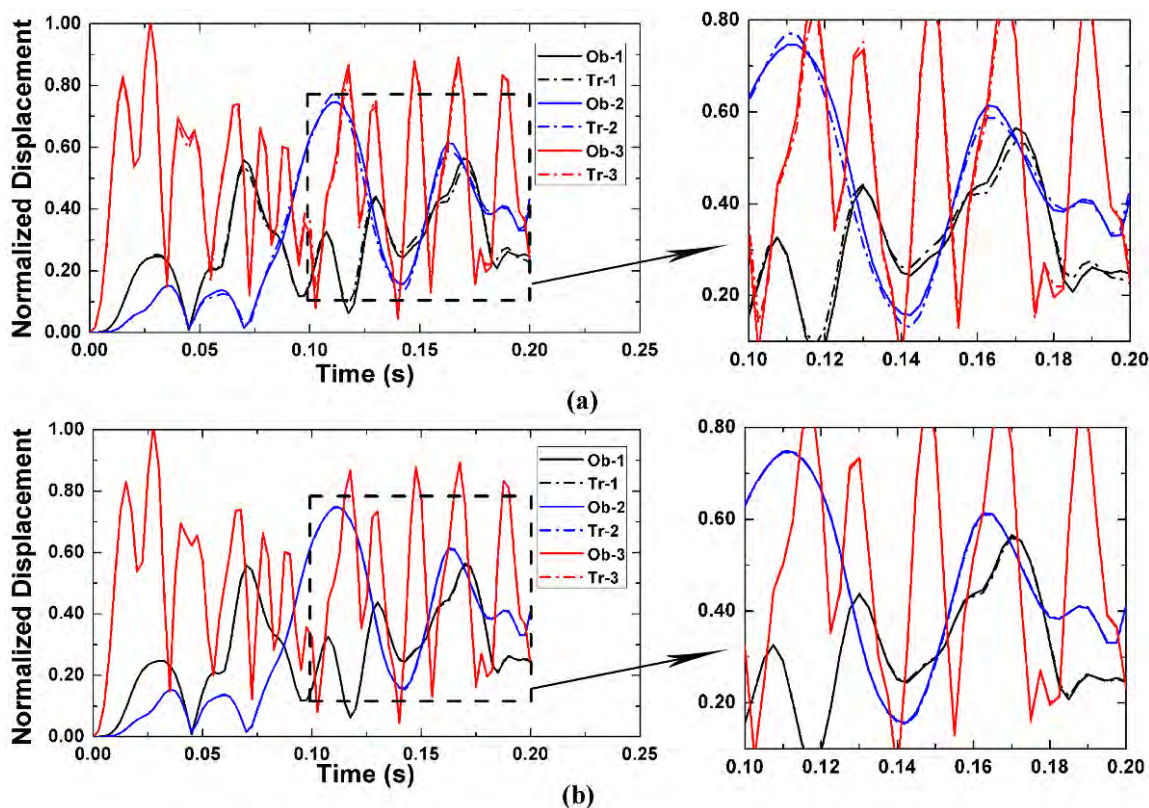 Normalized Displacement
1.00
0.80
0.60
0.40
0.20
0.00
0.00 0.05 0.10 0.15 0.20 0.25
Time (s)
Ob-1
Tr-1
Ob-2
Tr-2
Ob-3
Tr-3
0.80
0.60
0.40
0.20
0.10 0.12 0.14 0.16 0.18 0.20
(a)
Normalized Displacement
1.00
0.80
0.60
0.40
0.20
0.00
0.00 0.05 0.10 0.15 0.20 0.25
Time (s)
Ob-1
Tr-1
Ob-2
Tr-2
Ob-3
Tr-3
0.80
0.60
0.40
0.20
0.10 0.12 0.14 0.16 0.18 0.20
(b)